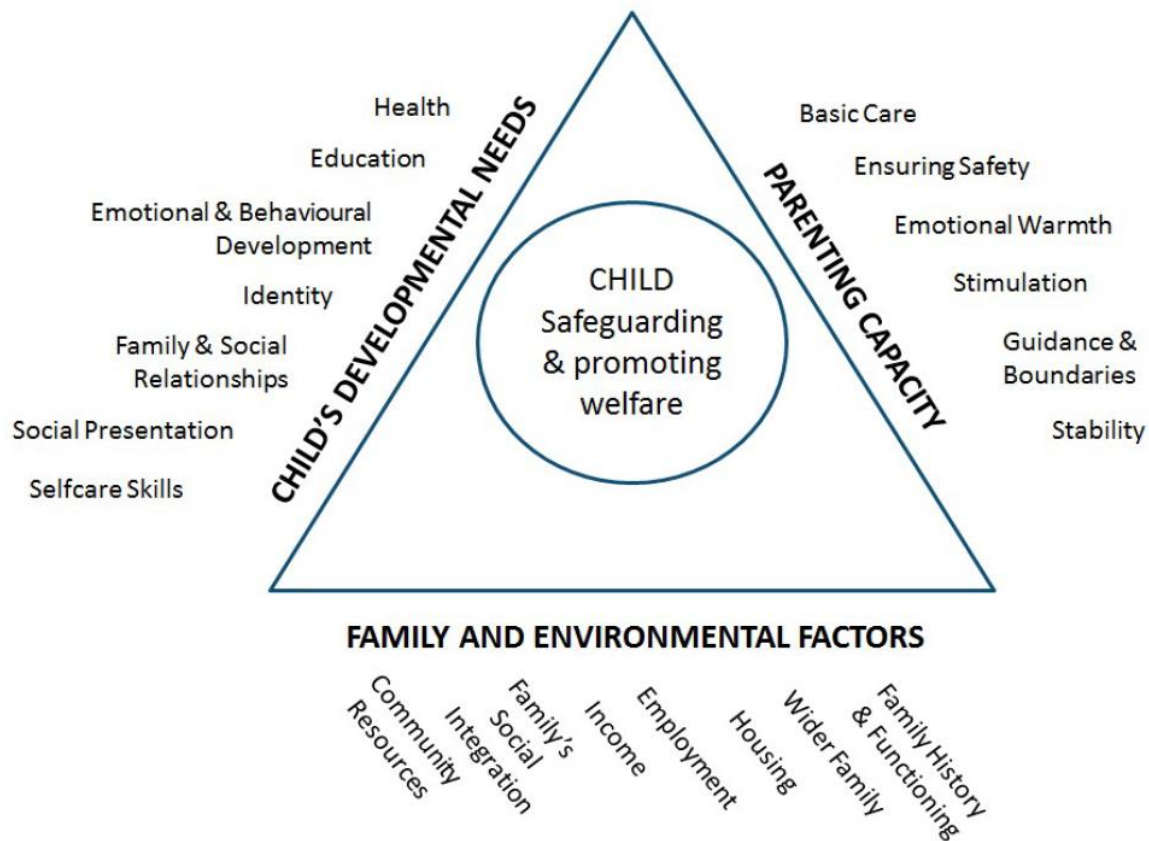 Health
Education
Emotional & Behavioural
Development
Identity
Family & Social
Relationships
Social Presentation
Selfcare Skills
CHILD'S DEVELOPMENTAL NEEDS
CHILD
Safeguarding
& promoting
welfare
PARENTING CAPACITY
Basic Care
Ensuring Safety
Emotional Warmth
Stimulation
Guidance &
Boundaries
Stability
FAMILY AND ENVIRONMENTAL FACTORS
Community
Resources
Family’s
Social
Integration
Income
Employment
Housing
Wider Family
Family History
& Functioning